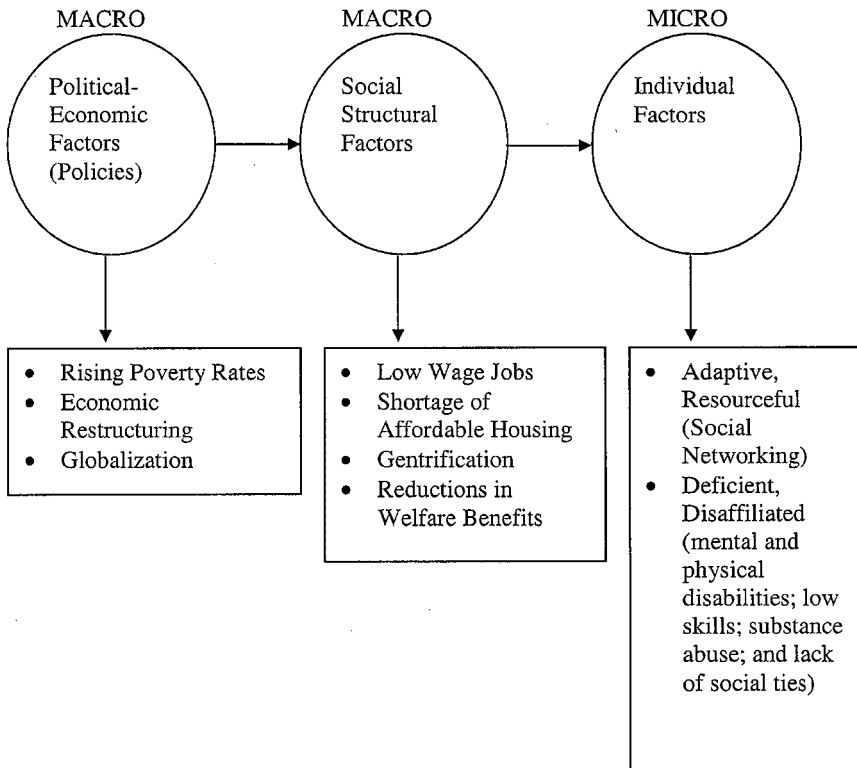 MACRO
Political-
Economic
Factors
(Policies)
MACRO
Social
Structural
Factors
MICRO
Individual
Factors
• Rising Poverty Rates
• Economic
Restructuring
• Globalization
• Low Wage Jobs
• Shortage of
Affordable Housing
• Gentrification
• Reductions in
Welfare Benefits
• Adaptive,
Resourceful
(Social
Networking)
• Deficient,
Disaffiliated
(mental and
physical
disabilities; low
skills; substance
abuse; and lack
of social ties)